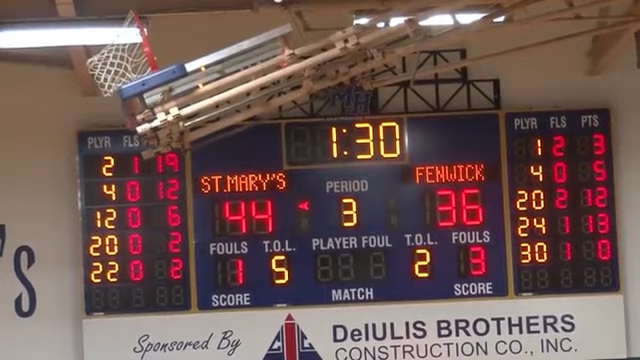 MH
1:30
PLYR FLS
2 1 19
4 0 12
12 0 6
20 0 2
22 0 2
ST.MARY'S
44
PERIOD
3
FENWICK
36
FOULS T.O.L. PLAYER FOUL T.O.L. FOULS
1 5 2 3
SCORE MATCH SCORE
PLYR FLS PTS
1 2 3
4 0 5
20 2 12
24 1 13
30 1 0
's
Sponsored By
DeIULIS BROTHERS
CONSTRUCTION CO., INC.